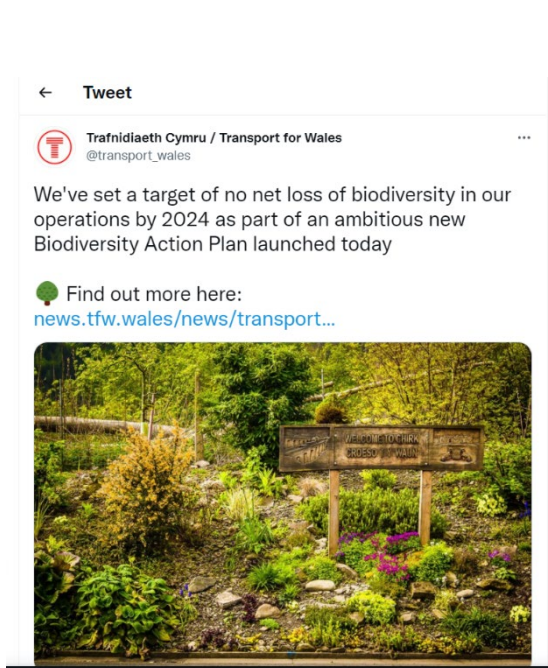 ← Tweet
Trafnidiaeth Cymru / Transport for Wales
@transport_wales
We've set a target of no net loss of biodiversity in our
operations by 2024 as part of an ambitious new
Biodiversity Action Plan launched today
🌳 Find out more here:
news.tfw.wales/news/transport...
WELCOME TO CHIRK
CROESO I'R WAUN